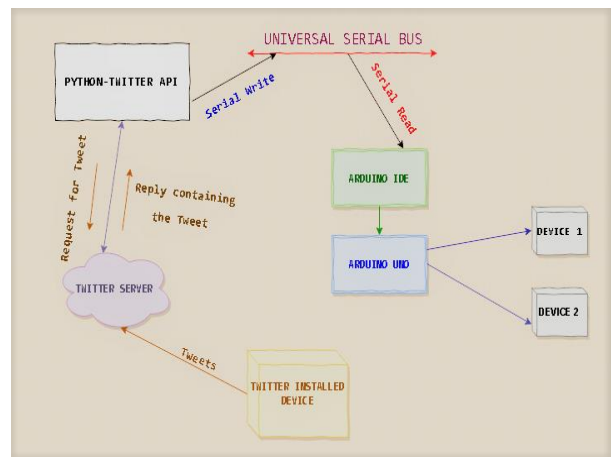 UNIVERSAL SERIAL BUS
PYTHON-TWITTER API
Serial Write
Serial Read
Request for Tweet
Reply containing
the Tweet
ARDUINO IDE
ARDUINO UNO
DEVICE 1
DEVICE 2
TWITTER SERVER
Tweets
TWITTER INSTALLED
DEVICE